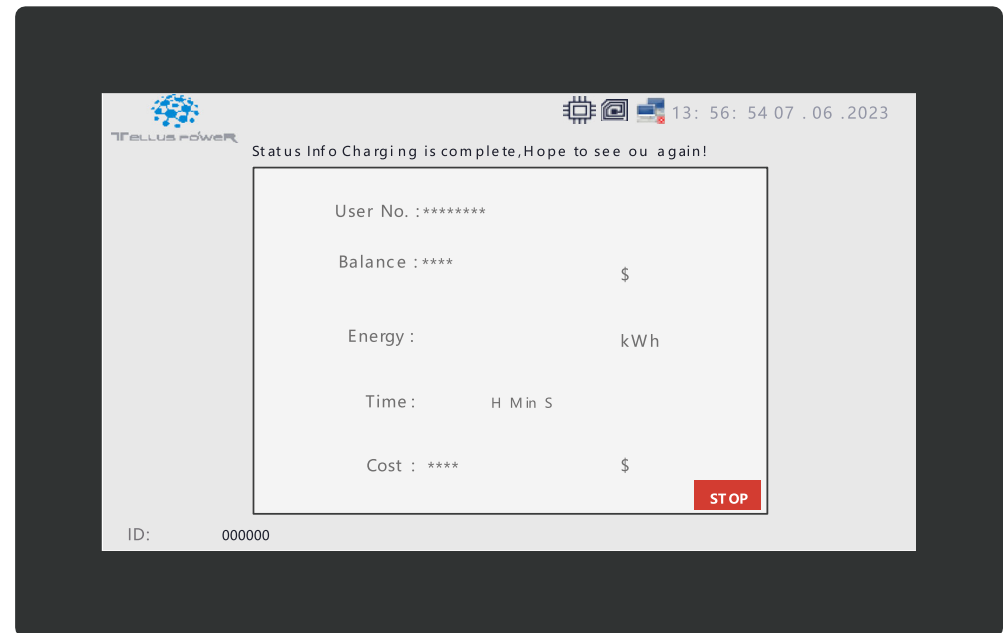 TELLUS POWER
13: 56: 54 07 . 06 .2023
Status Info Charging is complete,Hope to see ou again!
User No. :********
Balance :****
$
Energy :
kWh
Time: H Min S
Cost : **** $
STOP
ID: 000000